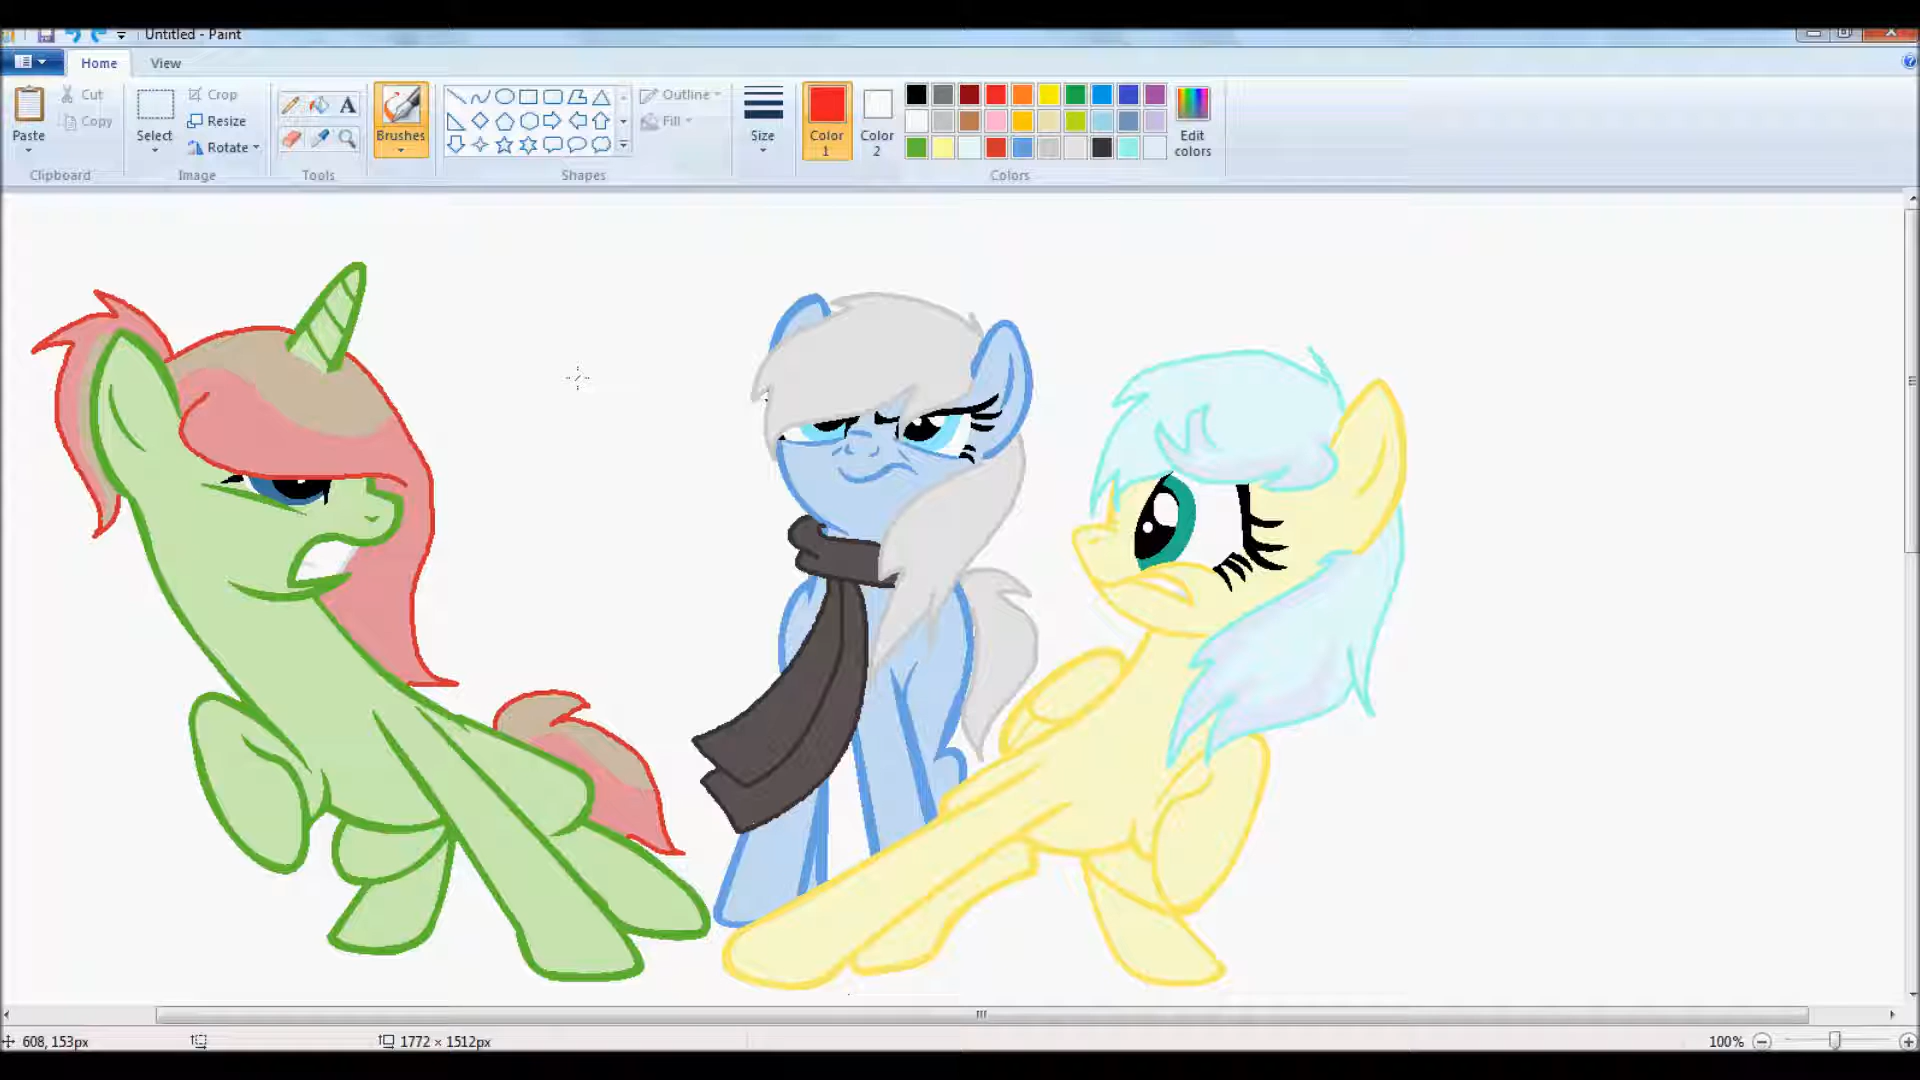 Untitled - Paint
Home View
Paste
Cut
Copy
Clipboard
Select
Crop
Resize
Rotate
Image
A
Tools
Brushes
Shapes
Outline
Fill
Size
Color 1
Color 2
Edit colors
Colors
608, 153px
1772 × 1512px
100%